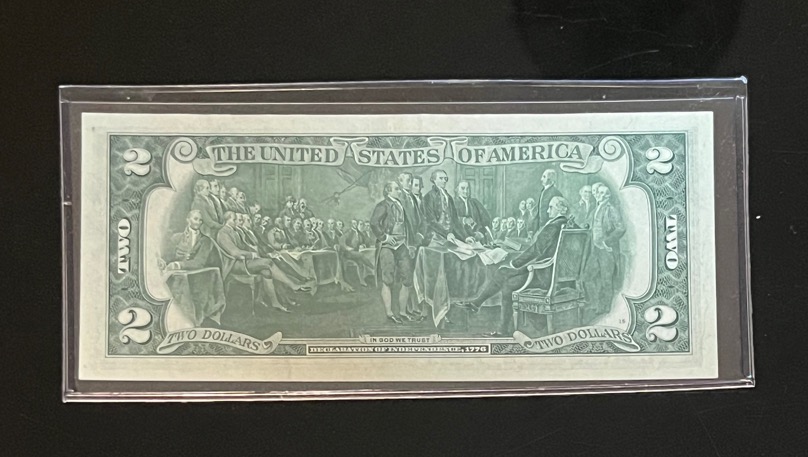 2 THE UNITED STATES OF AMERICA 2
TWO TWO
2 TWO DOLLARS IN GOD WE TRUST TWO DOLLARS 2
DECLARATION OF INDEPENDENCE, 1776